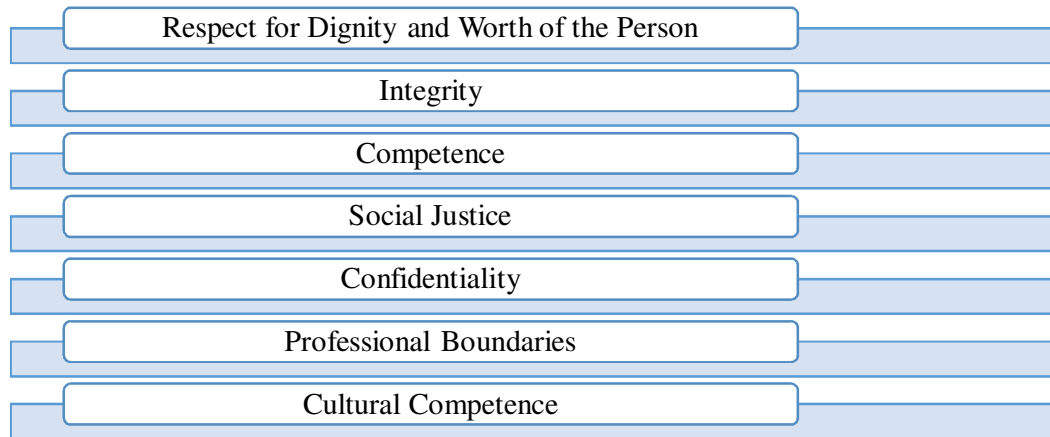 Respect for Dignity and Worth of the Person
Integrity
Competence
Social Justice
Confidentiality
Professional Boundaries
Cultural Competence